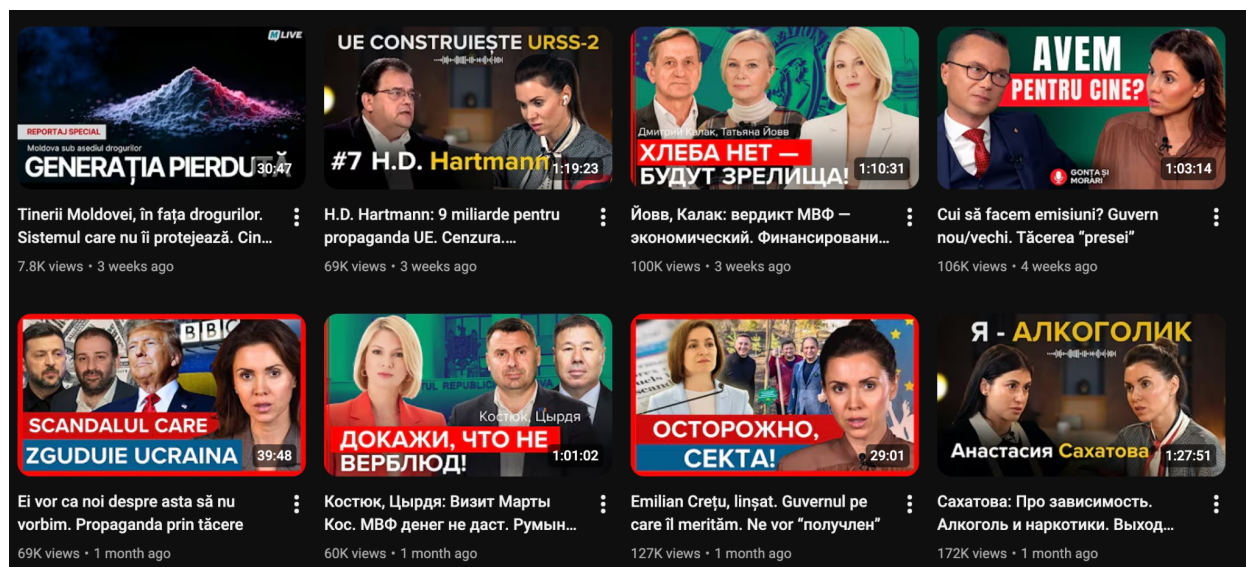 M LIVE
REPORTAJ SPECIAL
Moldova sub asediul drogurilor
GENERAȚIA PIERDUTĂ
30:47
UE CONSTRUIEȘTE URSS-2
#7 H.D. Hartmann
1:19:23
Дмитрий Калак, Татьяна Йовв
ХЛЕБА НЕТ —
БУДУТ ЗРЕЛИЩА!
1:10:31
AVEM
PENTRU CINE?
GONȚA ȘI
MORARI
1:03:14
Tinerii Moldovei, în fața drogurilor.
Sistemul care nu îi protejează. Cin...
7.8K views • 3 weeks ago
H.D. Hartmann: 9 miliarde pentru
propaganda UE. Cenzura....
69K views • 3 weeks ago
Йовв, Калак: вердикт МВФ —
экономический. Финансировани...
100K views • 3 weeks ago
Cui să facem emisiuni? Guvern
nou/vechi. Tăcerea “presei”
106K views • 4 weeks ago
BBC
SCANDALUL CARE
ZGUDUIE UCRAINA
39:48
Костюк, Цырдя
ДОКАЖИ, ЧТО НЕ
ВЕРБЛЮД!
1:01:02
ОСТОРОЖНО,
СЕКТА!
29:01
Я - АЛКОГОЛИК
Анастасия Сахатова
1:27:51
Ei vor ca noi despre asta să nu
vorbim. Propaganda prin tăcere
69K views • 1 month ago
Костюк, Цырдя: Визит Марты
Кос. МВФ денег не даст. Румын...
60K views • 1 month ago
Emilian Crețu, linșat. Guvernul pe
care îl merităm. Ne vor “получлен”
127K views • 1 month ago
Сахатова: Про зависимость.
Алкоголь и наркотики. Выход...
172K views • 1 month ago